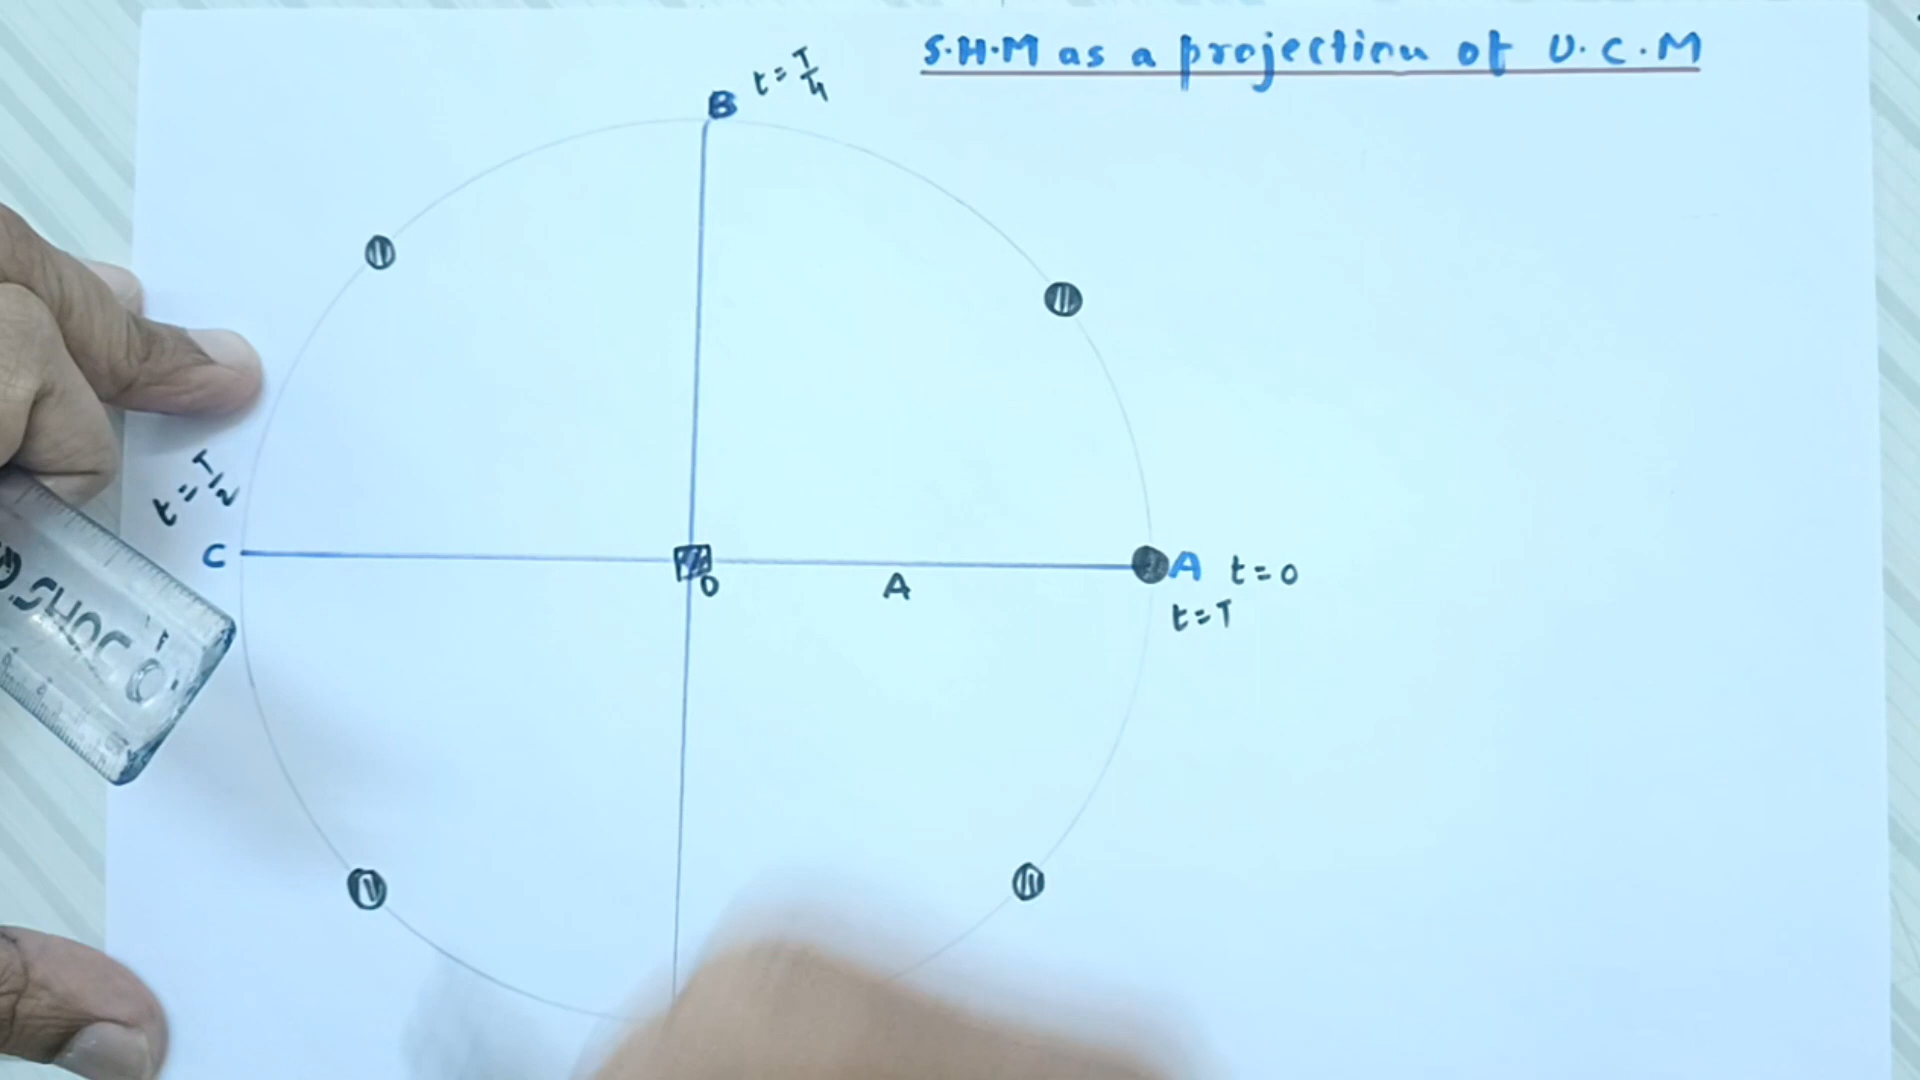 S.H.M as a projection of U.C.M
B t = T/4
t = T/2
C
O
A
A t = 0
t = T